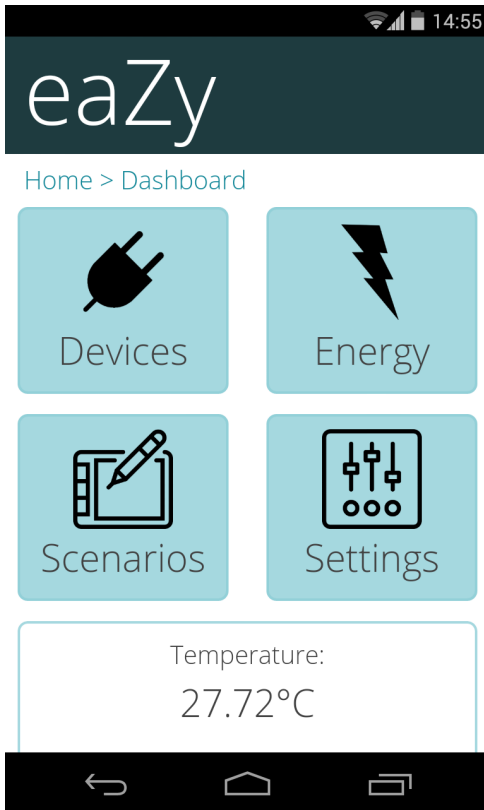 14:55
eaZy
Home > Dashboard
Devices
Energy
Scenarios
Settings
Temperature:
27.72°C